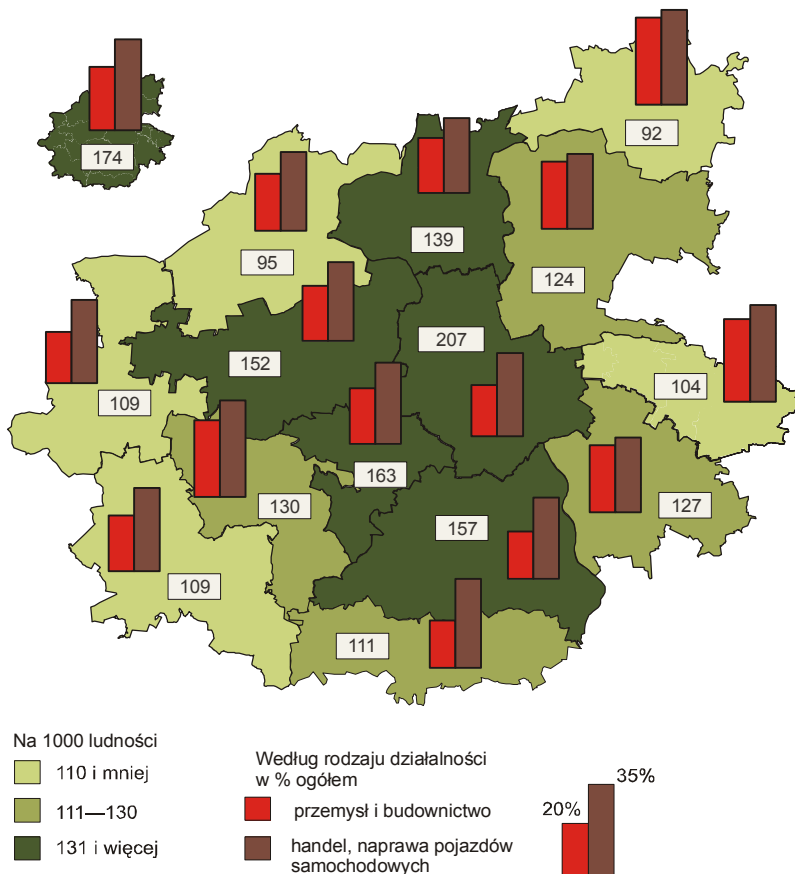 174
92
139
95
124
152
207
109
104
163
130
127
157
109
111
Na 1000 ludności
110 i mniej
111—130
131 i więcej
Według rodzaju działalności
w % ogółem
przemysł i budownictwo
handel, naprawa pojazdów
samochodowych
20%
35%